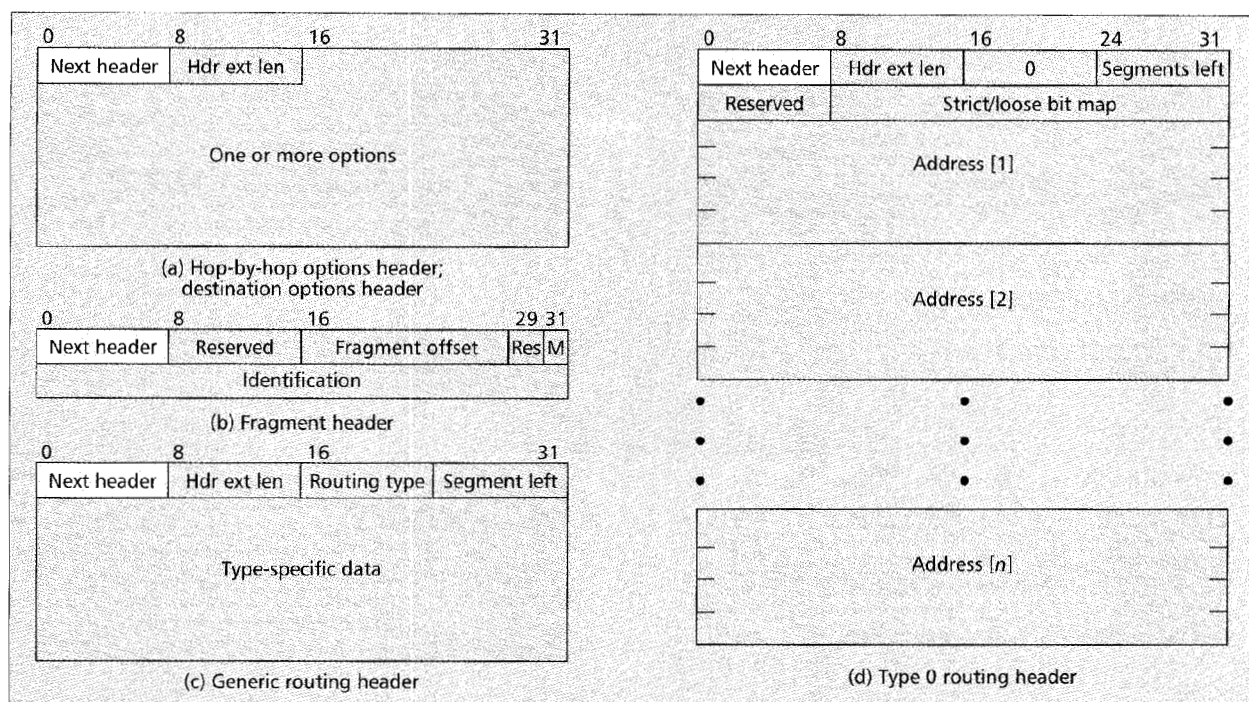 0 8 16 31
Next header Hdr ext len
One or more options
(a) Hop-by-hop options header;
destination options header
0 8 16 29 31
Next header Reserved Fragment offset Res M
Identification
(b) Fragment header
0 8 16 31
Next header Hdr ext len Routing type Segment left
Type-specific data
(c) Generic routing header
0 8 16 24 31
Next header Hdr ext len 0 Segments left
Reserved Strict/loose bit map
Address [1]
Address [2]
Address [n]
(d) Type 0 routing header